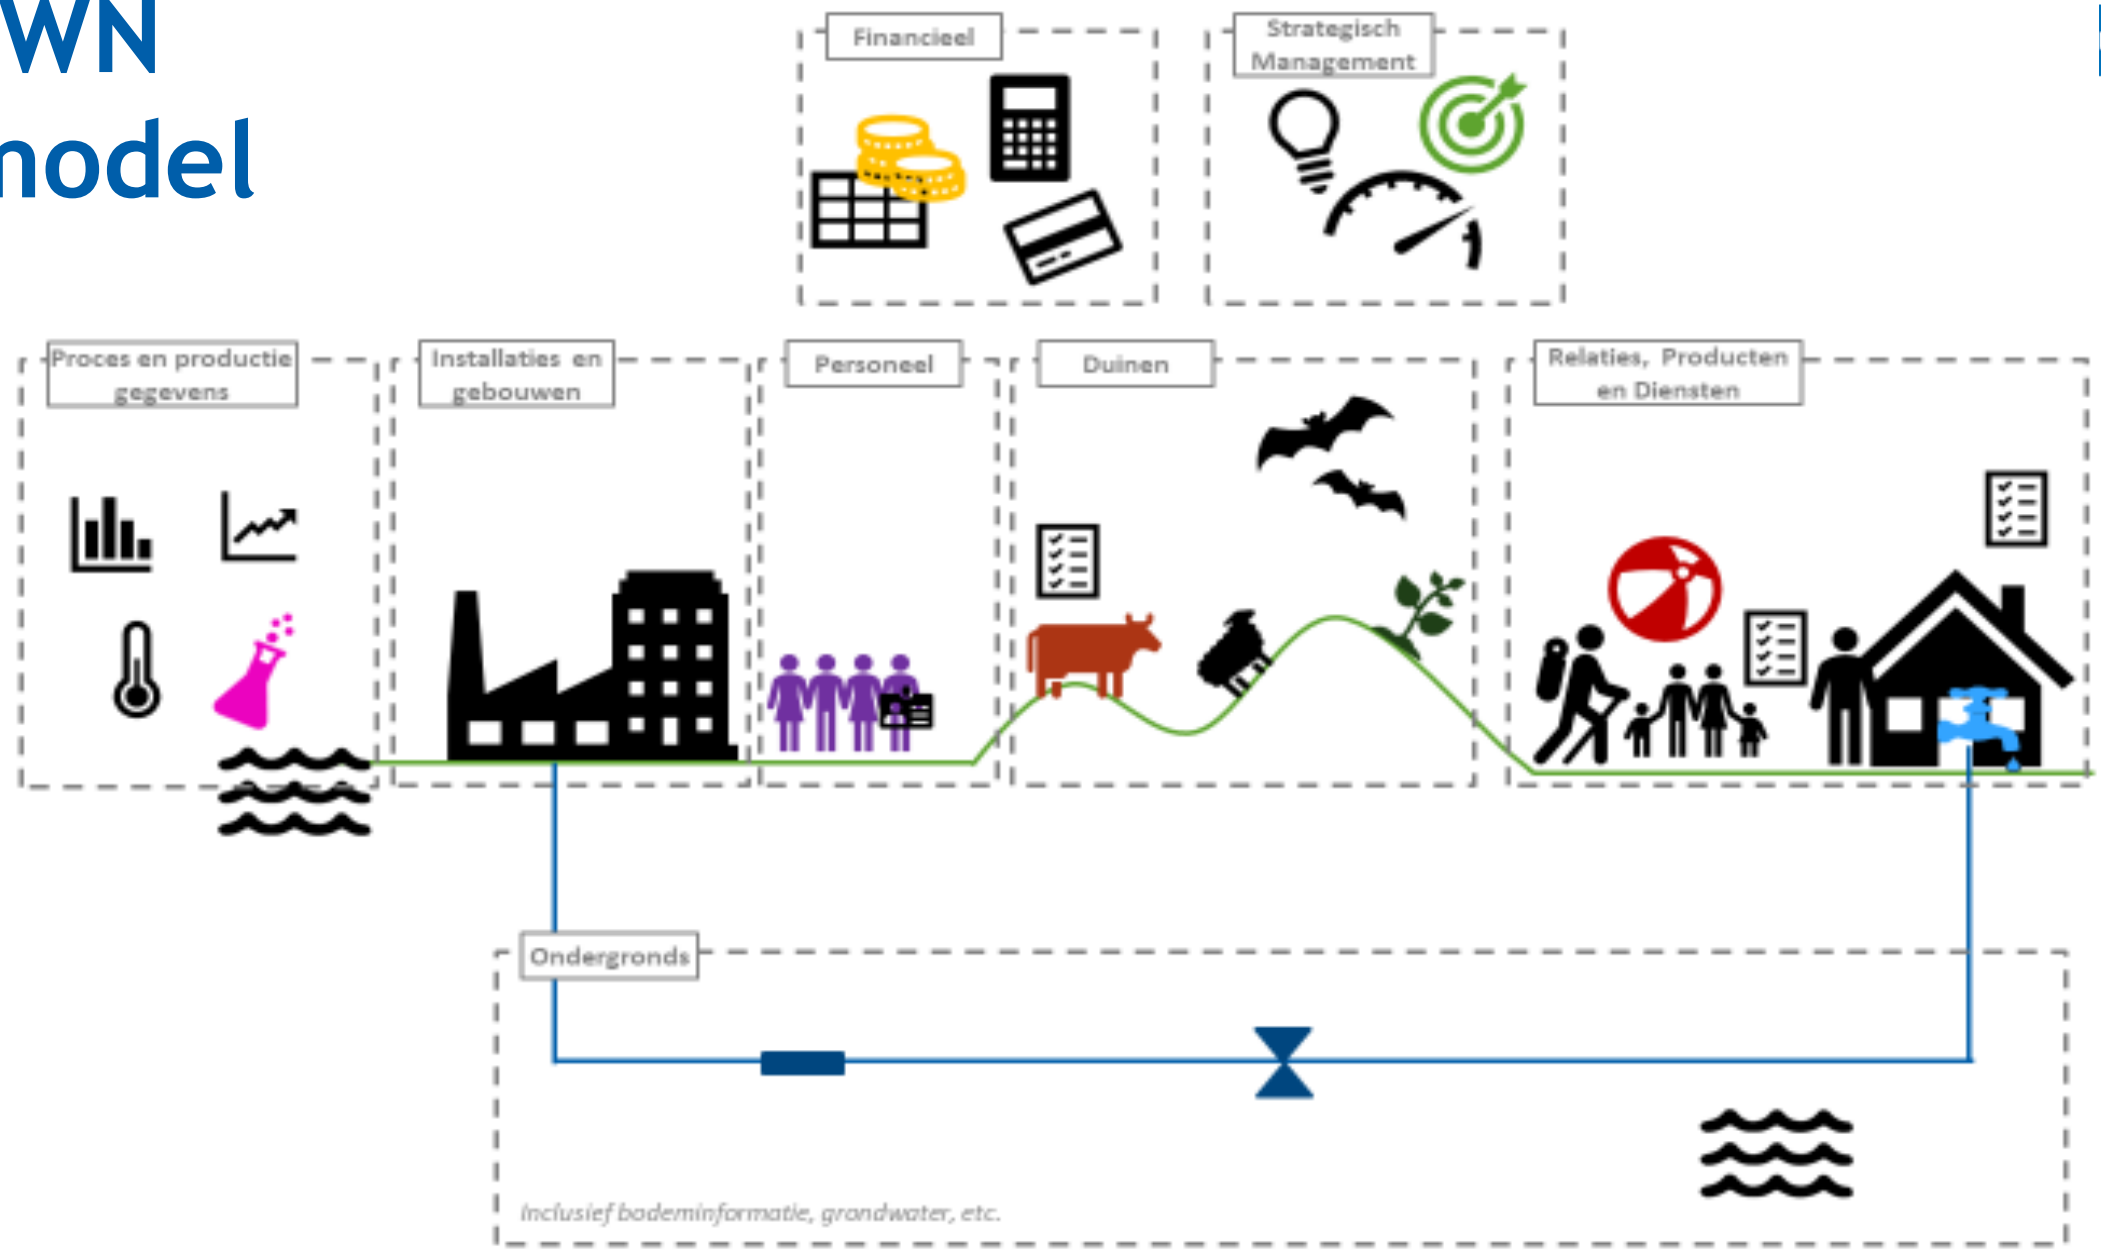 WN
model
Financieel
Strategisch
Management
Proces en productie
gegevens
Installaties en
gebouwen
Personeel
Duinen
Relaties, Producten
en Diensten
Ondergronds
Inclusief bodeminformatie, grondwater, etc.